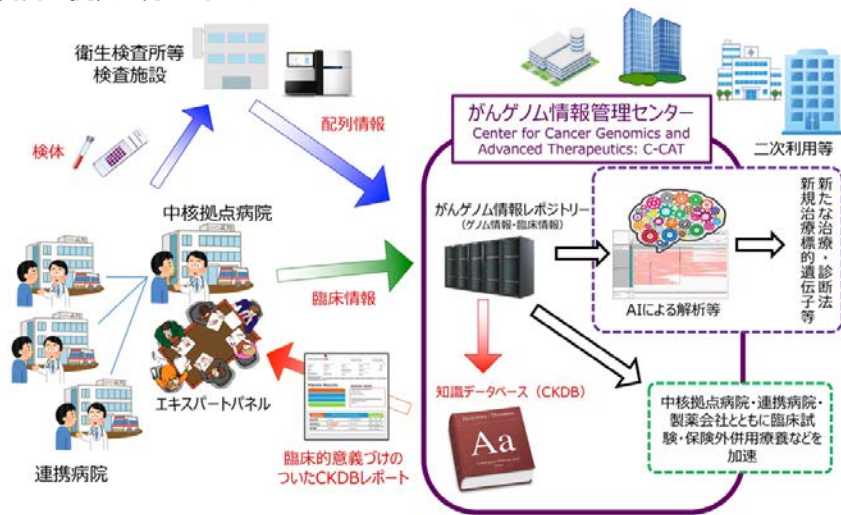 衛生検査所等
検査施設
検体
配列情報
中核拠点病院
臨床情報
エキスパートパネル
連携病院
臨床的意義づけの
ついたCKDBレポート
がんゲノム情報管理センター
Center for Cancer Genomics and
Advanced Therapeutics: C-CAT
二次利用等
がんゲノム情報レポジトリー
(ゲノム情報・臨床情報)
AIによる解析等
新たな治療・診断法
新規治療標的遺伝子等
知識データベース（CKDB）
Aa
中核拠点病院・連携病院・
製薬会社とともに臨床試
験・保険外併用療養などを
加速